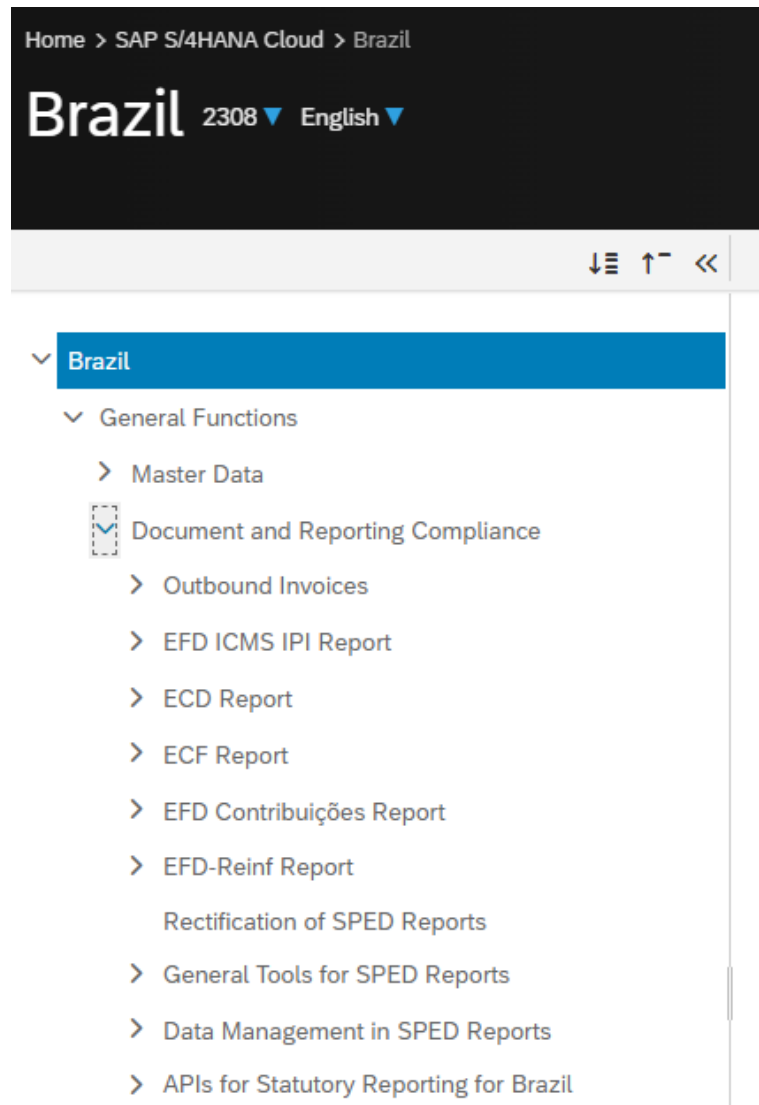 Home > SAP S/4HANA Cloud > Brazil
Brazil 2308 ▼ English ▼
Brazil
General Functions
Master Data
Document and Reporting Compliance
Outbound Invoices
EFD ICMS IPI Report
ECD Report
ECF Report
EFD Contribuições Report
EFD-Reinf Report
Rectification of SPED Reports
General Tools for SPED Reports
Data Management in SPED Reports
APIs for Statutory Reporting for Brazil